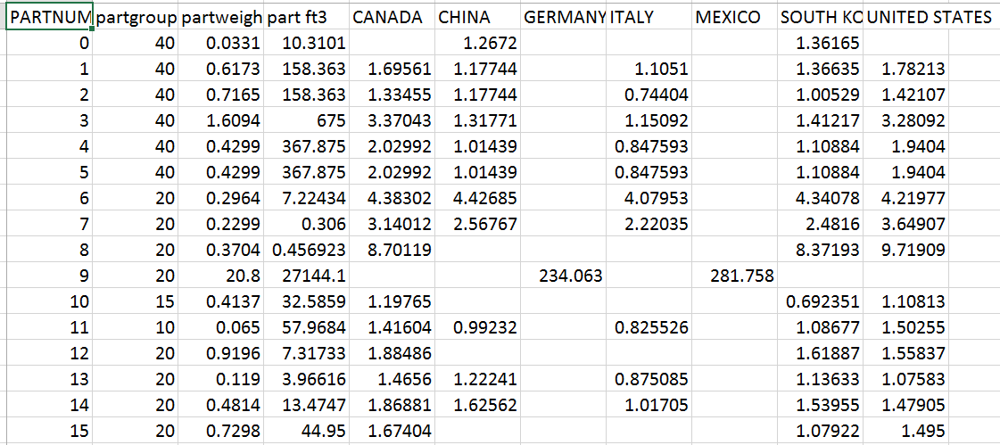 PARTNUM partgroup partweigh part ft3 CANADA CHINA GERMANY ITALY MEXICO SOUTH KO UNITED STATES
0 40 0.0331 10.3101 1.2672 1.36165
1 40 0.6173 158.363 1.69561 1.17744 1.1051 1.36635 1.78213
2 40 0.7165 158.363 1.33455 1.17744 0.74404 1.00529 1.42107
3 40 1.6094 675 3.37043 1.31771 1.15092 1.41217 3.28092
4 40 0.4299 367.875 2.02992 1.01439 0.847593 1.10884 1.9404
5 40 0.4299 367.875 2.02992 1.01439 0.847593 1.10884 1.9404
6 20 0.2964 7.22434 4.38302 4.42685 4.07953 4.34078 4.21977
7 20 0.2299 0.306 3.14012 2.56767 2.22035 2.4816 3.64907
8 20 0.3704 0.456923 8.70119 8.37193 9.71909
9 20 20.8 27144.1 234.063 281.758
10 15 0.4137 32.5859 1.19765 0.692351 1.10813
11 10 0.065 57.9684 1.41604 0.99232 0.825526 1.08677 1.50255
12 20 0.9196 7.31733 1.88486 1.61887 1.55837
13 20 0.119 3.96616 1.4656 1.22241 0.875085 1.13633 1.07583
14 20 0.4814 13.4747 1.86881 1.62562 1.01705 1.53955 1.47905
15 20 0.7298 44.95 1.67404 1.07922 1.495